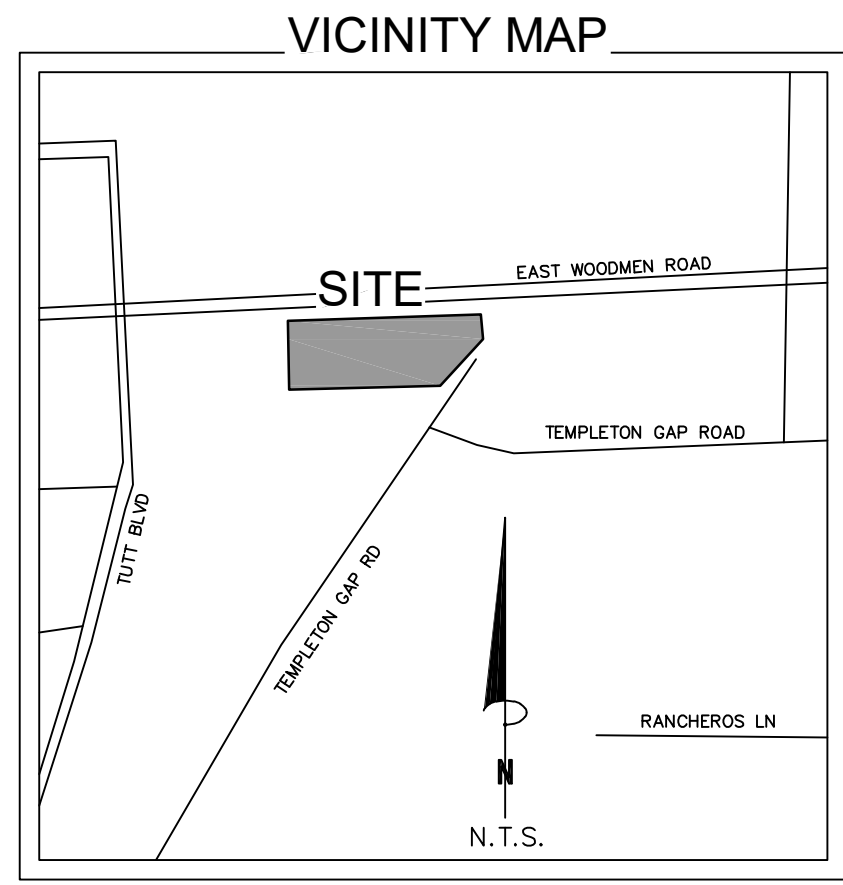 VICINITY MAP
EAST WOODMEN ROAD
SITE
TEMPLETON GAP ROAD
TUTT BLVD
TEMPLETON GAP RD
RANCHEROS LN
N
N.T.S.